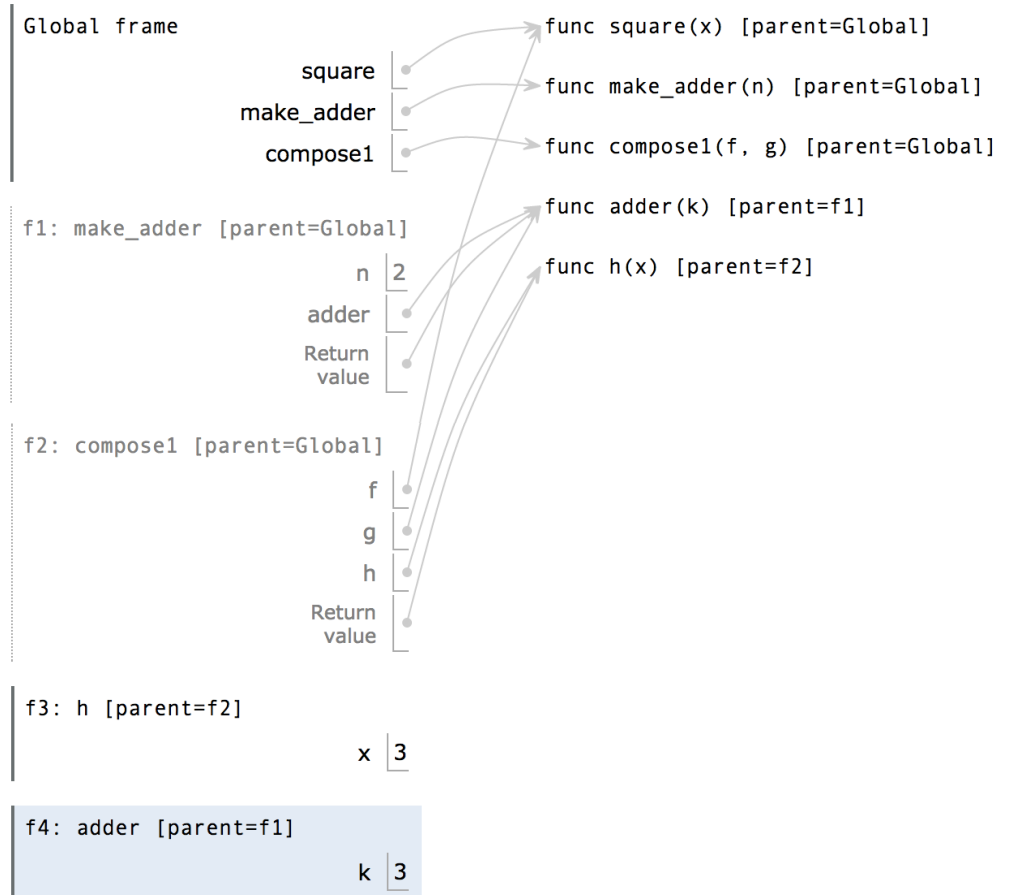 Global frame
func square(x) [parent=Global]
square
func make_adder(n) [parent=Global]
make_adder
func compose1(f, g) [parent=Global]
compose1
func adder(k) [parent=f1]
f1: make_adder [parent=Global]
func h(x) [parent=f2]
n 2
adder
Return
value
f2: compose1 [parent=Global]
f
g
h
Return
value
f3: h [parent=f2]
x 3
f4: adder [parent=f1]
k 3